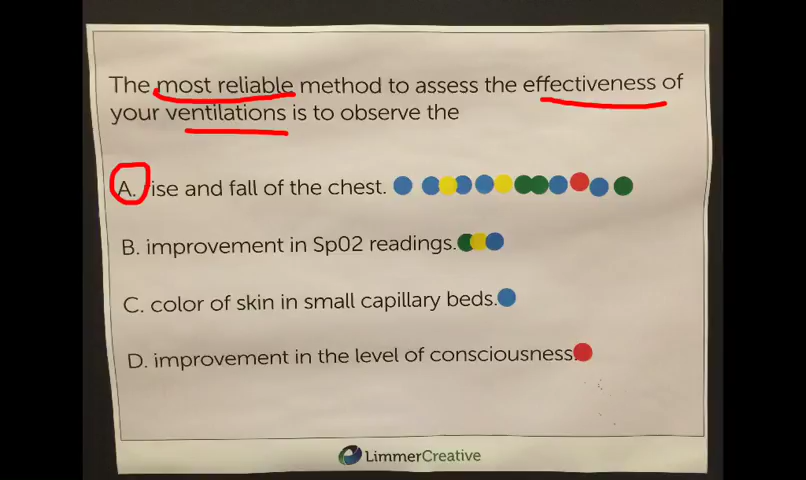 The most reliable method to assess the effectiveness of
your ventilations is to observe the
A. rise and fall of the chest.
B. improvement in Sp02 readings.
C. color of skin in small capillary beds.
D. improvement in the level of consciousness.
LimmerCreative